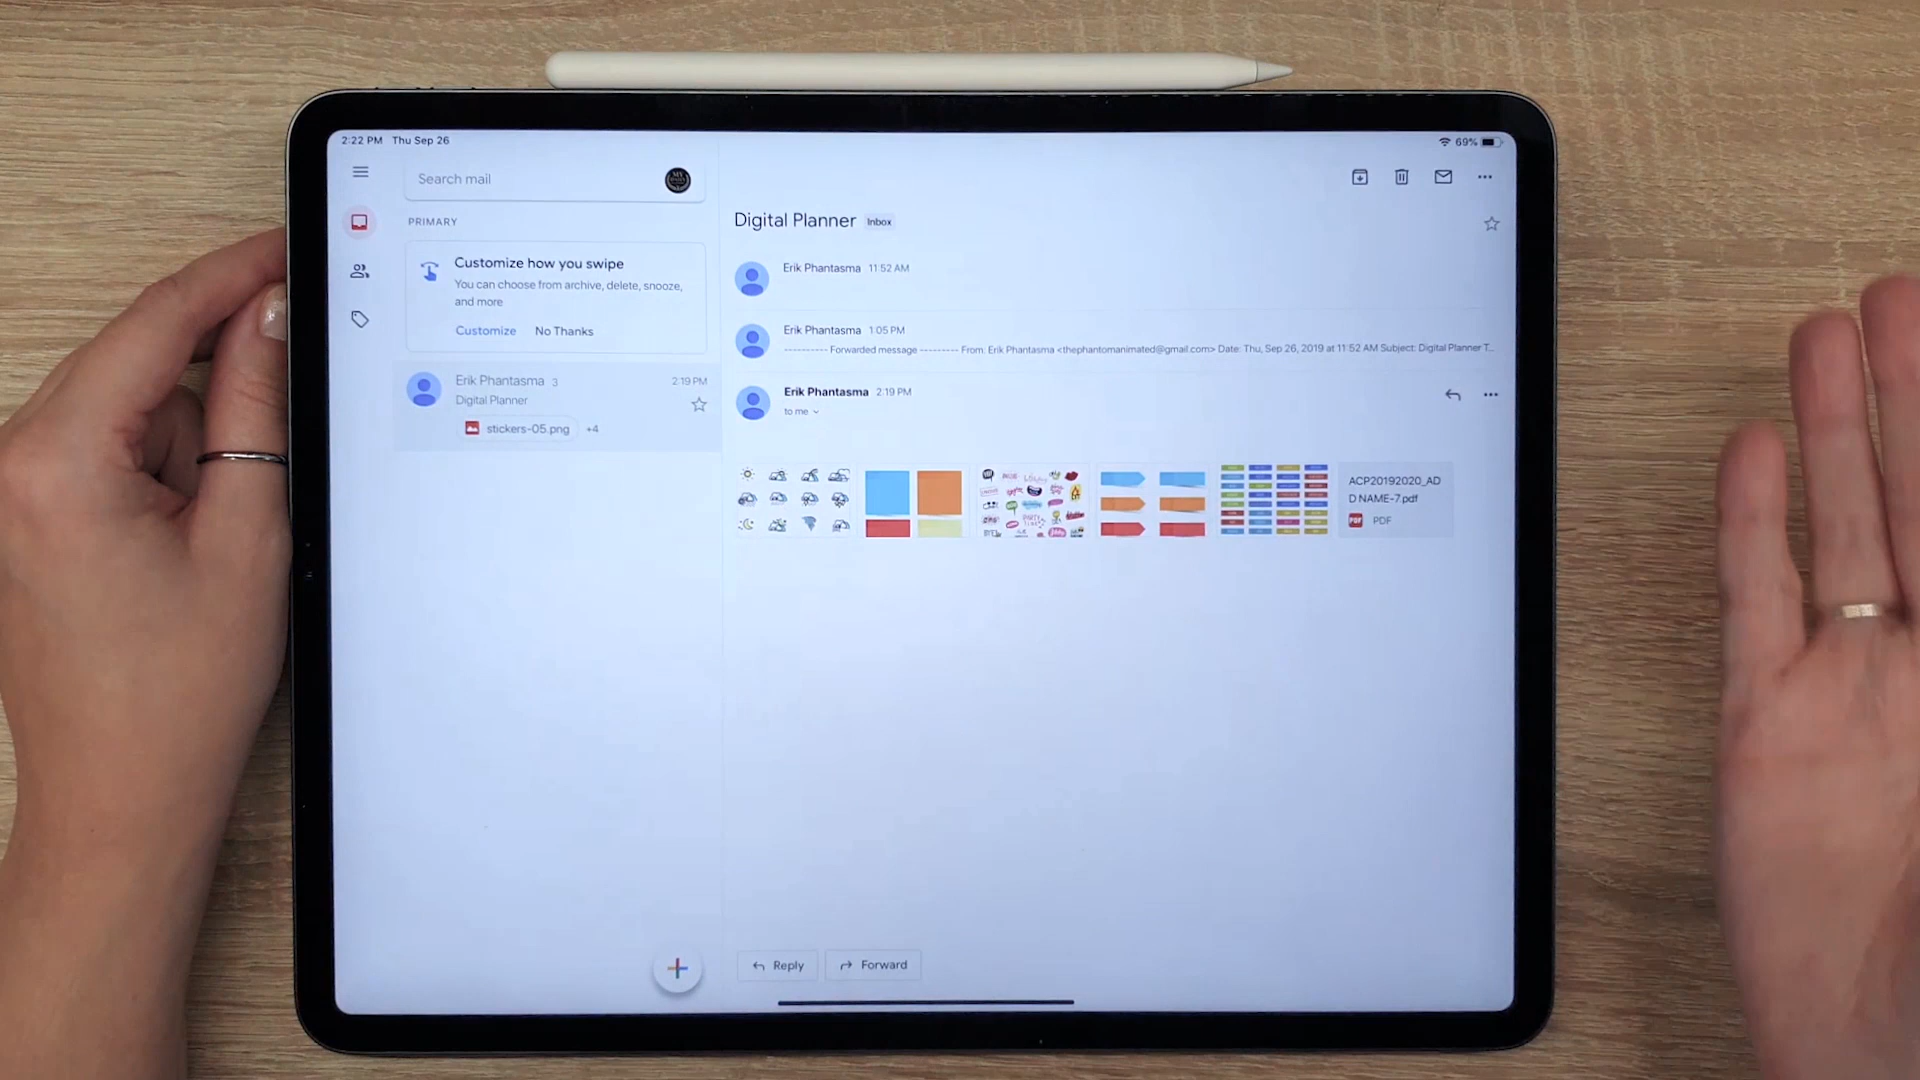 2:22 PM Thu Sep 26
69%
Search mail
PRIMARY
Customize how you swipe
You can choose from archive, delete, snooze,
and more
Customize No Thanks
Erik Phantasma 3 2:19 PM
Digital Planner
stickers-05.png +4
Digital Planner Inbox
Erik Phantasma 11:52 AM
Erik Phantasma 1:05 PM
---------- Forwarded message --------- From: Erik Phantasma <thephantomanimated@gmail.com> Date: Thu, Sep 26, 2019 at 11:52 AM Subject: Digital Planner T...
Erik Phantasma 2:19 PM
to me
ACP20192020_AD
D NAME-7.pdf
PDF PDF
Reply Forward